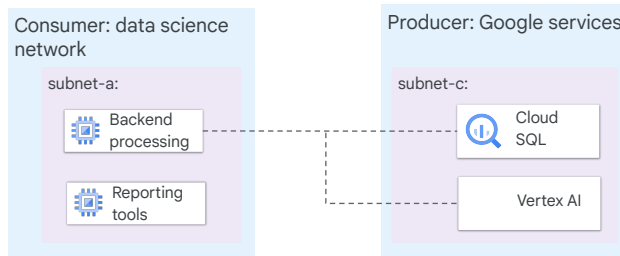 Consumer: data science
network
subnet-a:
Backend
processing
Reporting
tools
Producer: Google services
subnet-c:
Cloud
SQL
Vertex AI